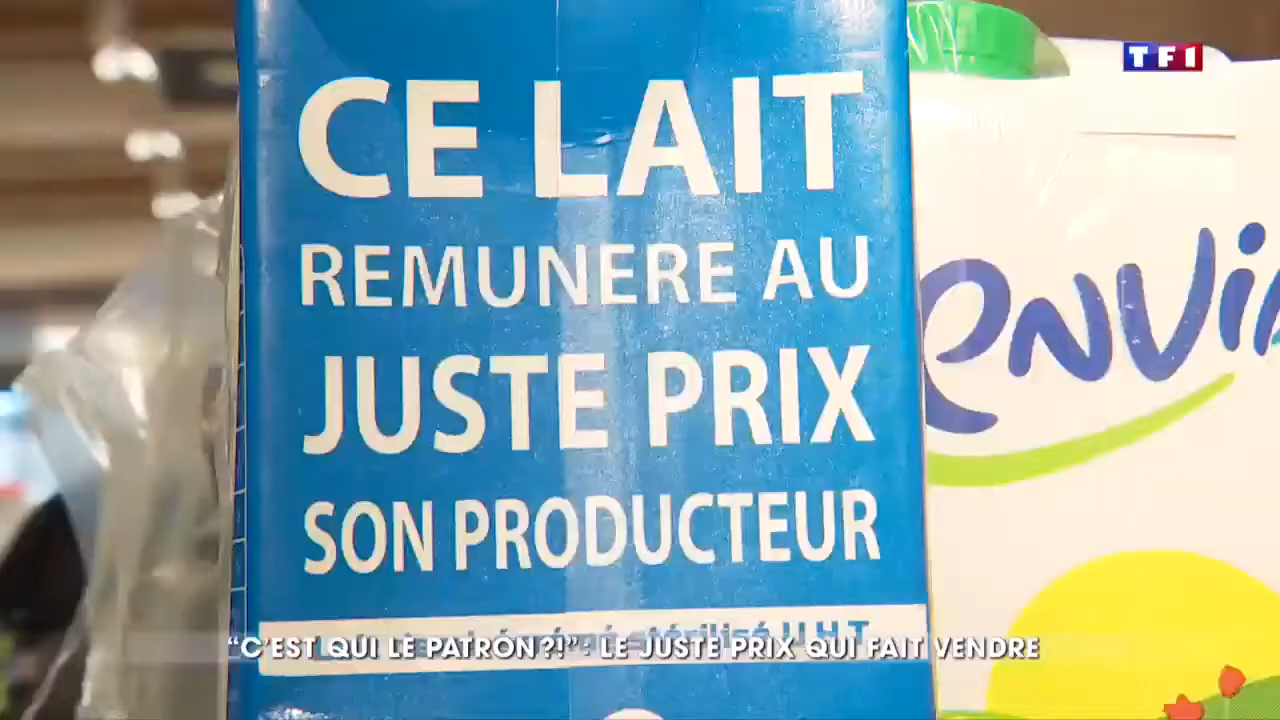 TF1
CE LAIT
REMUNERE AU
JUSTE PRIX
SON PRODUCTEUR
"C'EST QUI LE PATRON?!": LE JUSTE PRIX QUI FAIT VENDRE